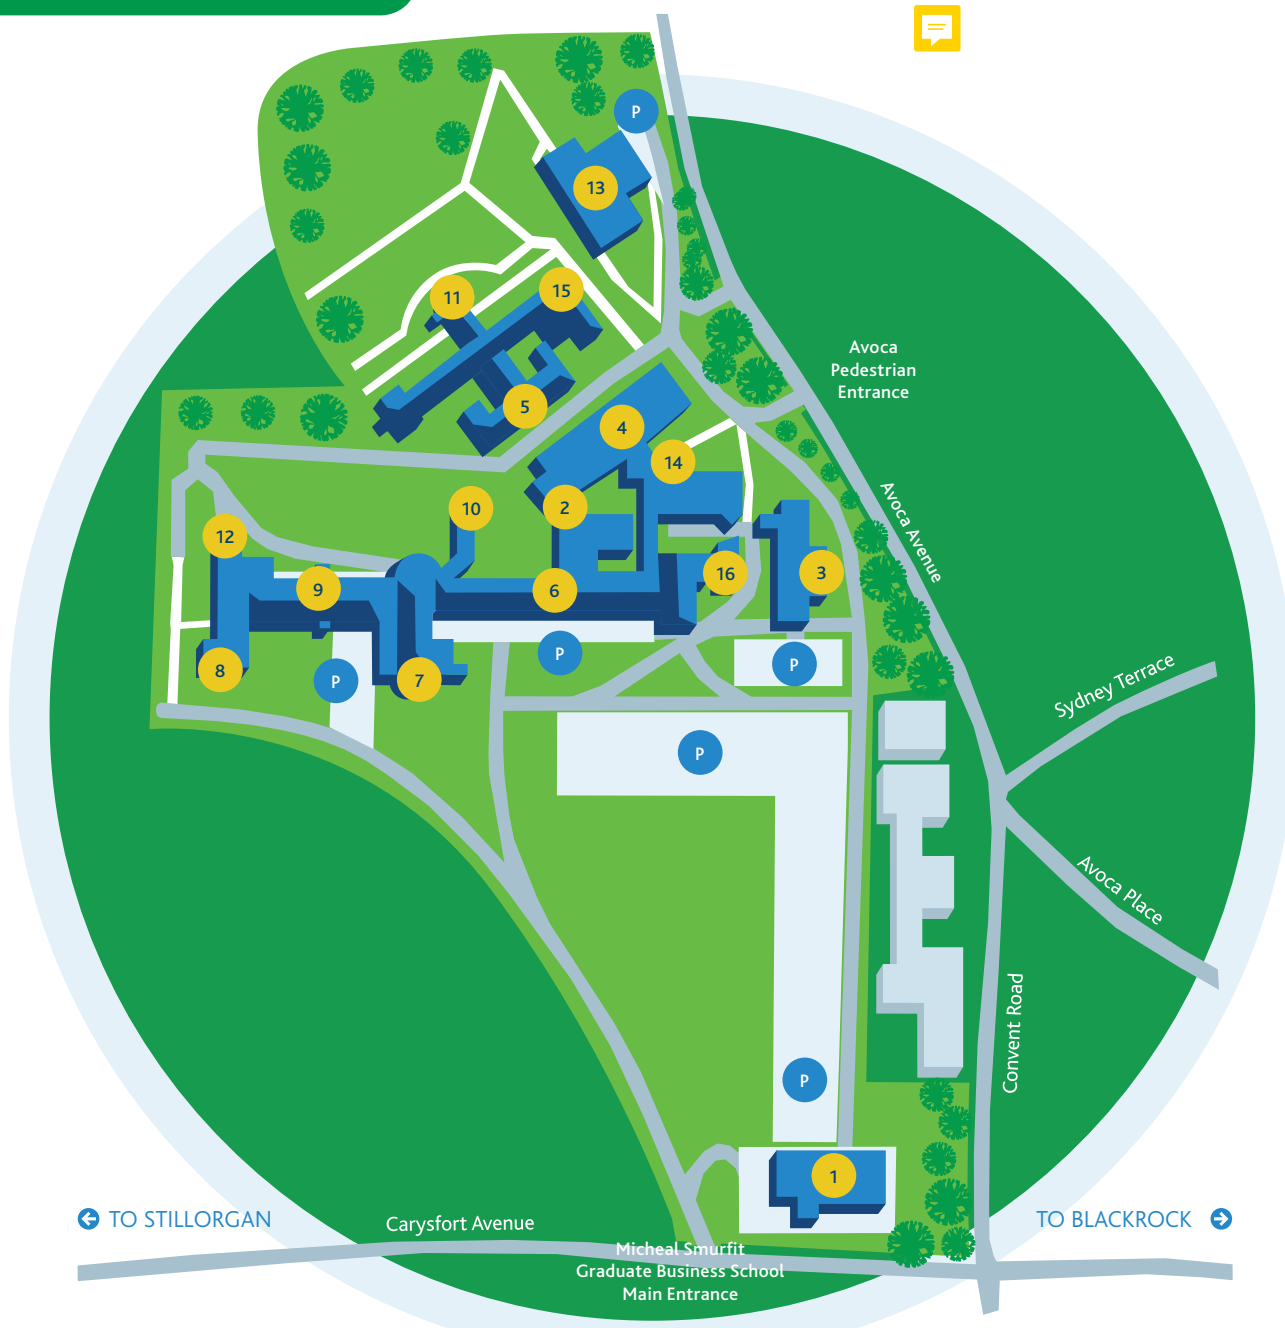 P
13
11
15
Avoca
Pedestrian
Entrance
5
4
14
2
10
12
Avoca Avenue
16
3
9
6
P
P
P
8
7
Sydney Terrace
P
Avoca Place
Convent Road
P
1
TO STILLORGAN
Carysfort Avenue
TO BLACKROCK
Micheal Smurfit
Graduate Business School
Main Entrance